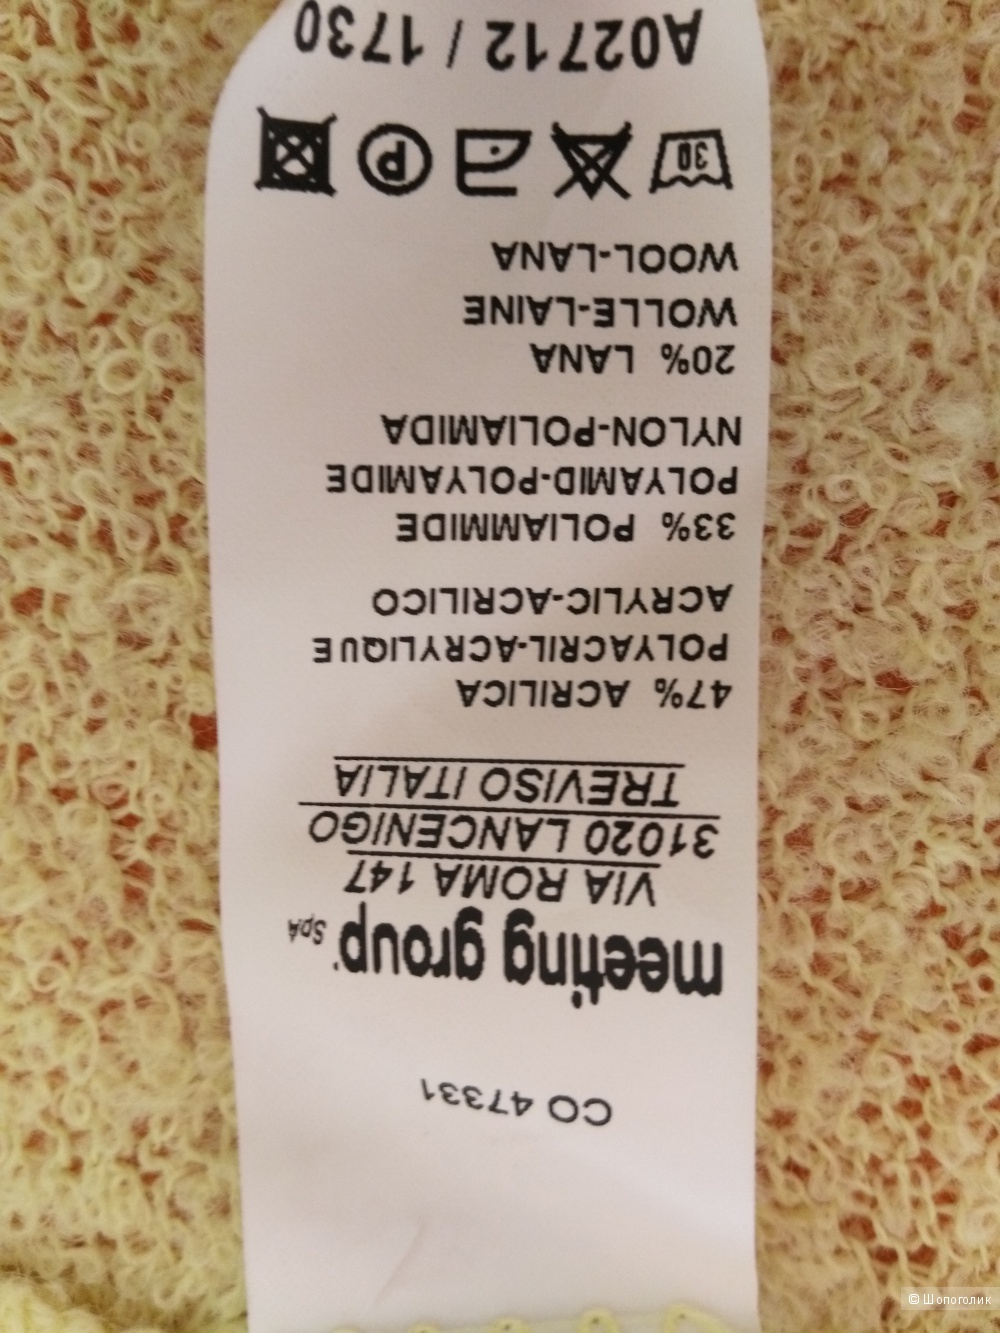 CO 47331
meeting group SpA
VIA ROMA 147
31020 LANCENIGO
TREVISO ITALIA
47% ACRILICA
POLYACRIL-ACRYLIQUE
ACRYLIC-ACRILICO
33% POLIAMMIDE
POLYAMID-POLYAMIDE
NYLON-POLIAMIDA
20% LANA
WOLLE-LAINE
WOOL-LANA
30 P
A02712 / 1730
© Шопоголик